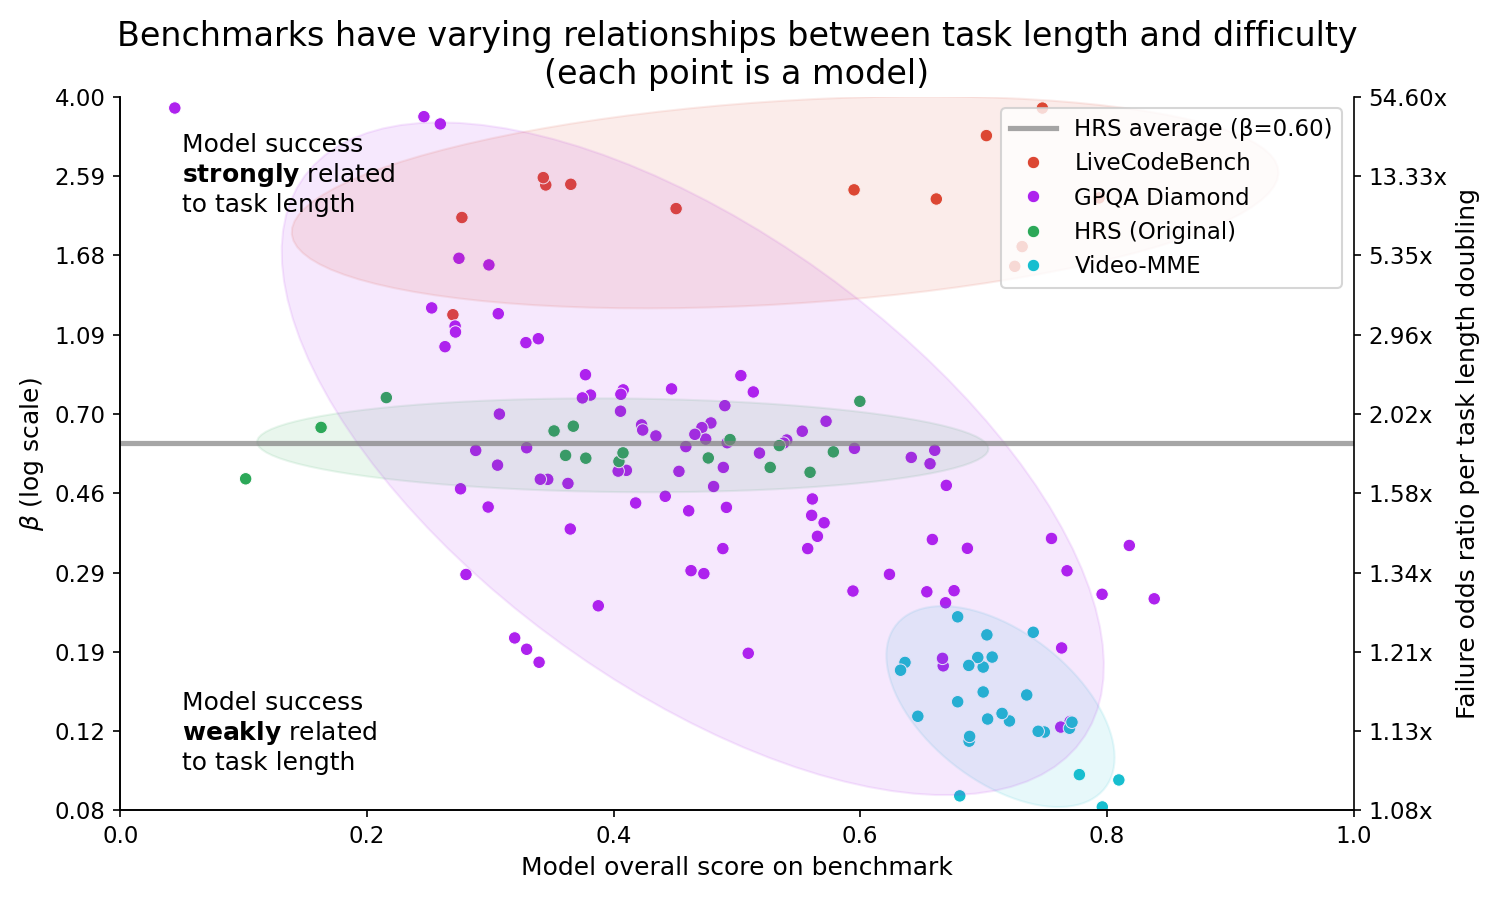 Benchmarks have varying relationships between task length and difficulty
(each point is a model)
4.00
2.59
1.68
1.09
0.70
0.46
0.29
0.19
0.12
0.08
β (log scale)
Model success
strongly related
to task length
Model success
weakly related
to task length
HRS average (β=0.60)
LiveCodeBench
GPQA Diamond
HRS (Original)
Video-MME
54.60x
13.33x
5.35x
2.96x
2.02x
1.58x
1.34x
1.21x
1.13x
1.08x
Failure odds ratio per task length doubling
0.0 0.2 0.4 0.6 0.8 1.0
Model overall score on benchmark